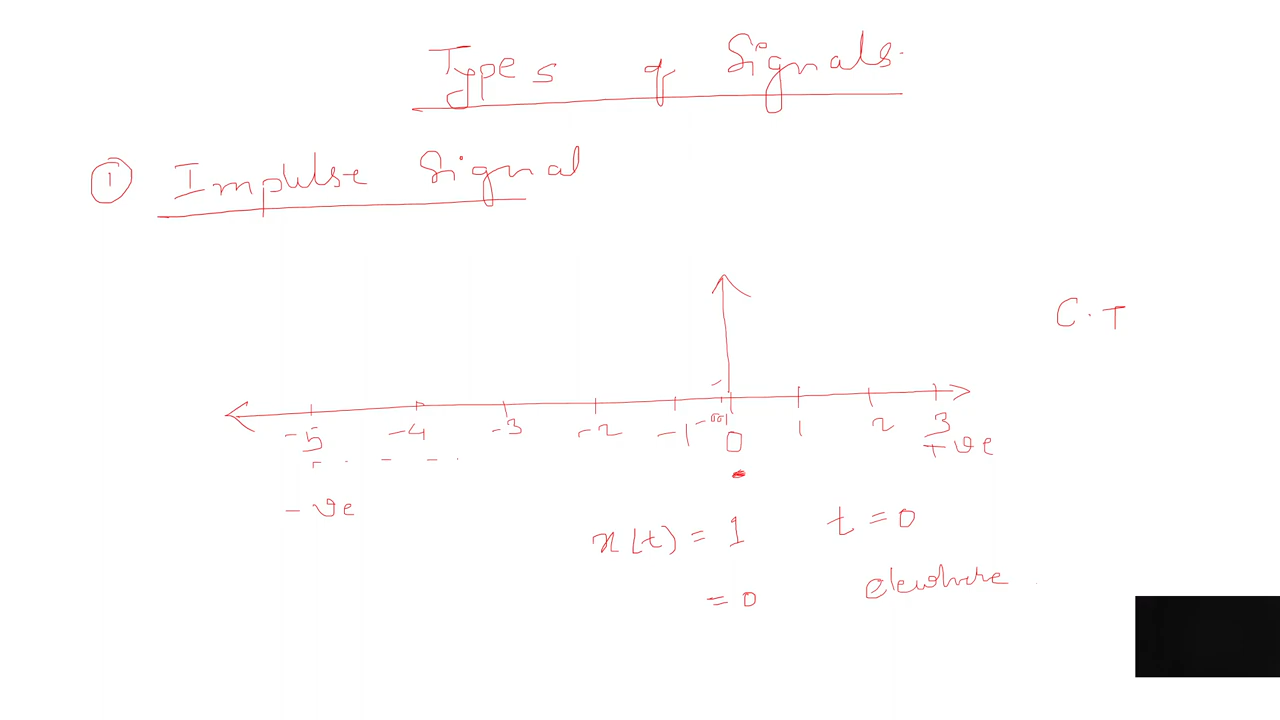 Types of Signals.
① Impulse Signal
C.T
-5 -4 -3 -2 -1 0 1 2 3
+ve
-ve
x(t) = 1 t = 0
= 0 elewhere